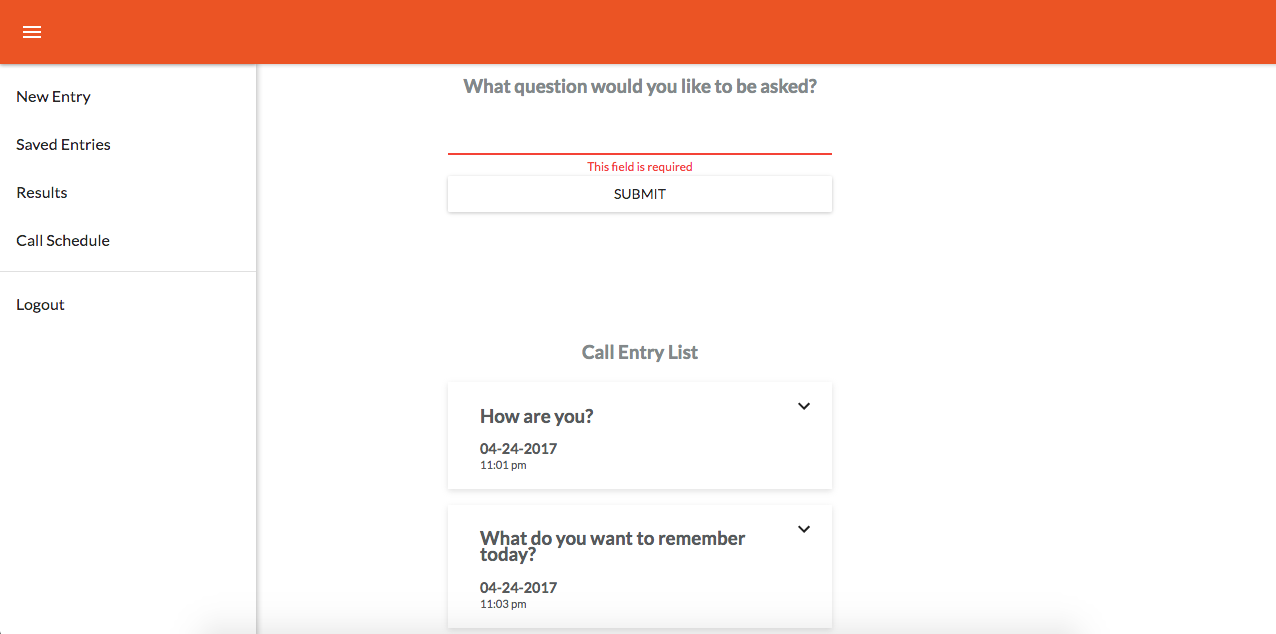 New Entry
Saved Entries
Results
Call Schedule
Logout
What question would you like to be asked?
This field is required
SUBMIT
Call Entry List
How are you?
04-24-2017
11:01 pm
What do you want to remember
today?
04-24-2017
11:03 pm